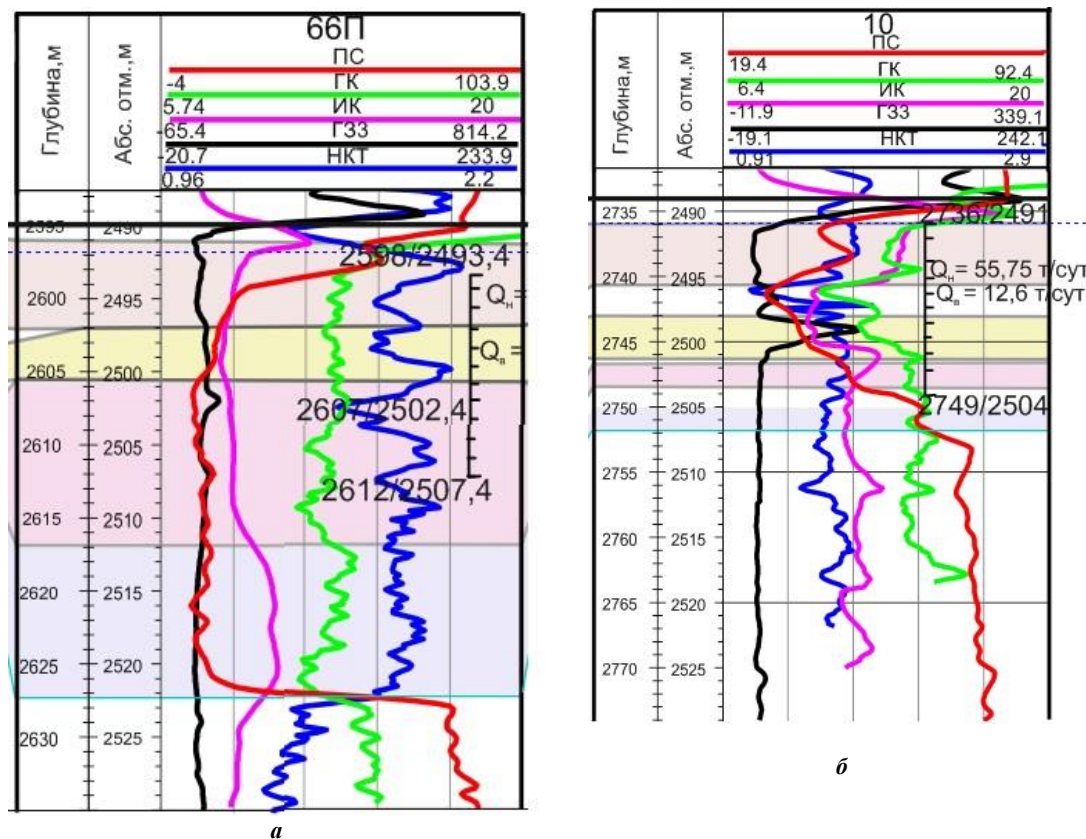 66П
ПС
-4 ГК 103.9
5.74 ИК 20
-65.4 ГЗЗ 814.2
-20.7 НКТ 233.9
0.96 2.2
Глубина,м
Абс. отм.,м
2595 2490
2598/2493,4
2600 2495
Qн =
2605 2500
Qв =
2607/2502,4
2610 2505
2612/2507,4
2615 2510
2620 2515
2625 2520
2630 2525
а
10
ПС
19.4 ГК 92.4
6.4 ИК 20
-11.9 ГЗЗ 339.1
-19.1 НКТ 242.1
0.91 2.9
Глубина,м
Абс. отм.,м
2735 2490
2736/2491
2740 2495
Qн = 55,75 т/сут
Qв = 12,6 т/сут
2745 2500
2750 2505
2749/2504
2755 2510
2760 2515
2765 2520
2770 2525
б